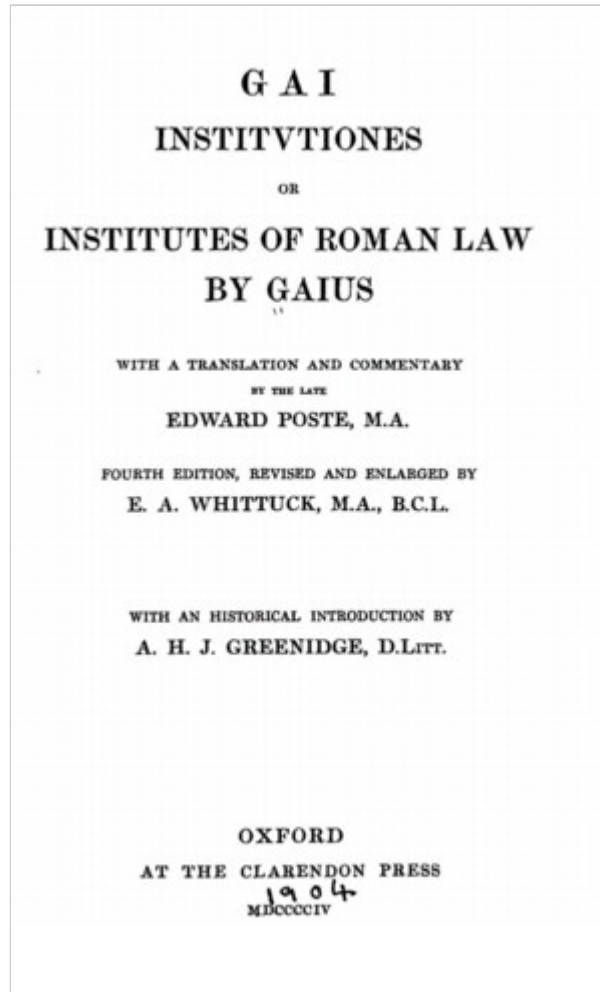 GAI
INSTITVTIONES
OR
INSTITUTES OF ROMAN LAW
BY GAIUS
WITH A TRANSLATION AND COMMENTARY
BY THE LATE
EDWARD POSTE, M.A.
FOURTH EDITION, REVISED AND ENLARGED BY
E. A. WHITTUCK, M.A., B.C.L.
WITH AN HISTORICAL INTRODUCTION BY
A. H. J. GREENIDGE, D.LITT.
OXFORD
AT THE CLARENDON PRESS
1904
MDCCCCIV